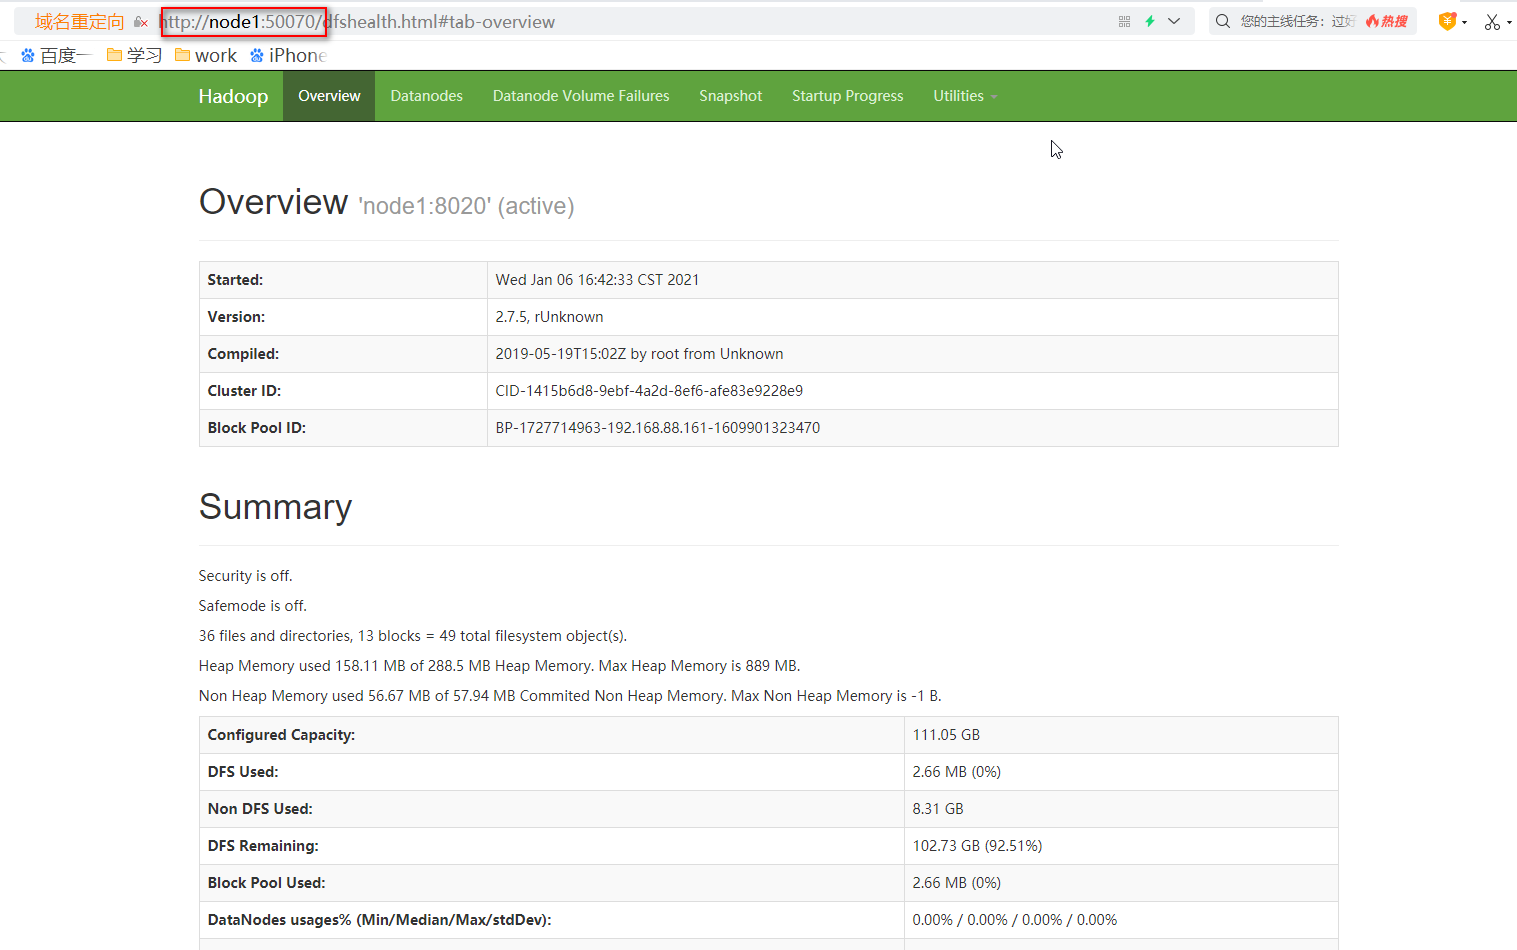 域名重定向 http://node1:50070/dfshealth.html#tab-overview 您的主线任务：过好 热搜
百度一 学习 work iPhone
Hadoop Overview Datanodes Datanode Volume Failures Snapshot Startup Progress Utilities
Overview 'node1:8020' (active)
Started: Wed Jan 06 16:42:33 CST 2021
Version: 2.7.5, rUnknown
Compiled: 2019-05-19T15:02Z by root from Unknown
Cluster ID: CID-1415b6d8-9ebf-4a2d-8ef6-afe83e9228e9
Block Pool ID: BP-1727714963-192.168.88.161-1609901323470
Summary
Security is off.
Safemode is off.
36 files and directories, 13 blocks = 49 total filesystem object(s).
Heap Memory used 158.11 MB of 288.5 MB Heap Memory. Max Heap Memory is 889 MB.
Non Heap Memory used 56.67 MB of 57.94 MB Commited Non Heap Memory. Max Non Heap Memory is -1 B.
Configured Capacity: 111.05 GB
DFS Used: 2.66 MB (0%)
Non DFS Used: 8.31 GB
DFS Remaining: 102.73 GB (92.51%)
Block Pool Used: 2.66 MB (0%)
DataNodes usages% (Min/Median/Max/stdDev): 0.00% / 0.00% / 0.00% / 0.00%